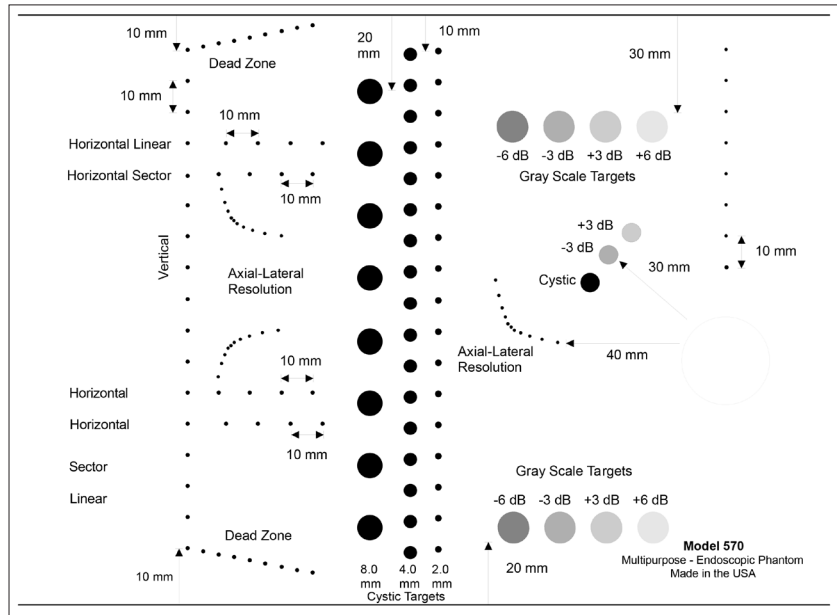 10 mm
20
mm
10 mm
Dead Zone
30 mm
10 mm
10 mm
Horizontal Linear
-6 dB
-3 dB
+3 dB
+6 dB
Gray Scale Targets
Horizontal Sector
10 mm
Vertical
+3 dB
-3 dB
10 mm
30 mm
Axial-Lateral
Resolution
Cystic
Axial-Lateral
Resolution
40 mm
10 mm
Horizontal
Horizontal
10 mm
Sector
Linear
Gray Scale Targets
-6 dB
-3 dB
+3 dB
+6 dB
Dead Zone
10 mm
8.0
mm
4.0
mm
2.0
mm
Cystic Targets
20 mm
Model 570
Multipurpose - Endoscopic Phantom
Made in the USA